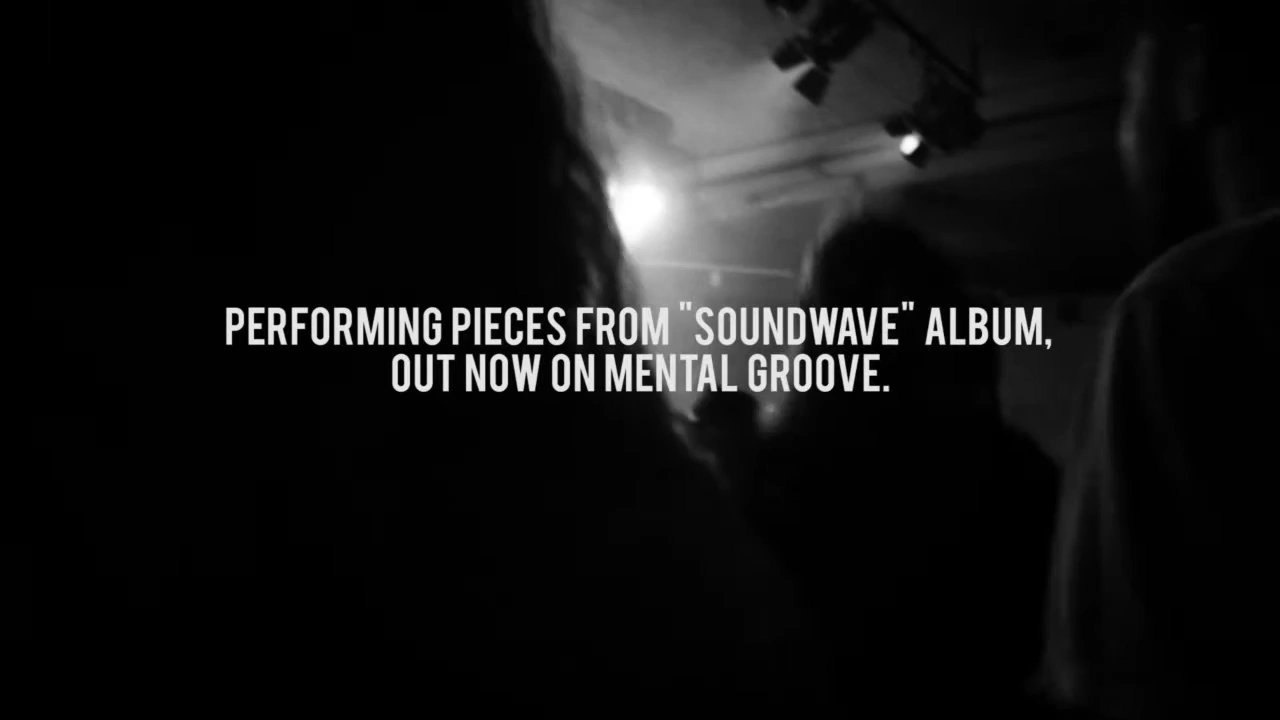 PERFORMING PIECES FROM "SOUNDWAVE" ALBUM,
OUT NOW ON MENTAL GROOVE.